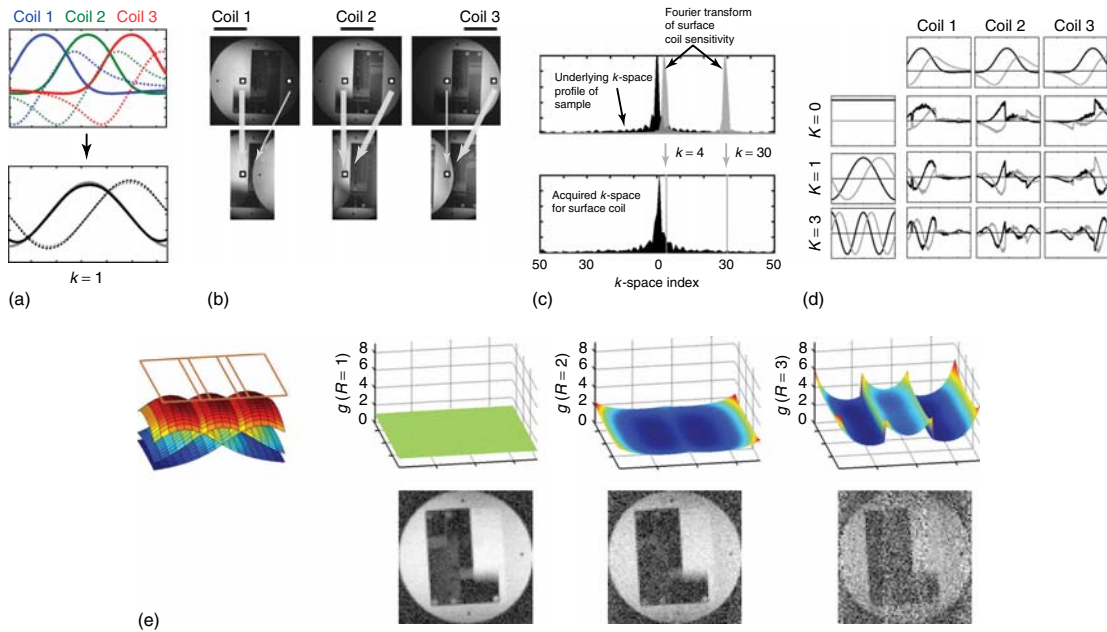 Coil 1 Coil 2 Coil 3
k = 1
(a)
Coil 1 Coil 2 Coil 3
(b)
Fourier transform
of surface
coil sensitivity
Underlying k-space
profile of
sample
k = 4
k = 30
Acquired k-space
for surface coil
50 30 0 30 50
k-space index
(c)
Coil 1 Coil 2 Coil 3
K = 0
K = 1
K = 3
(d)
8
6
4
2
0
g (R = 1)
8
6
4
2
0
g (R = 2)
8
6
4
2
0
g (R = 3)
(e)